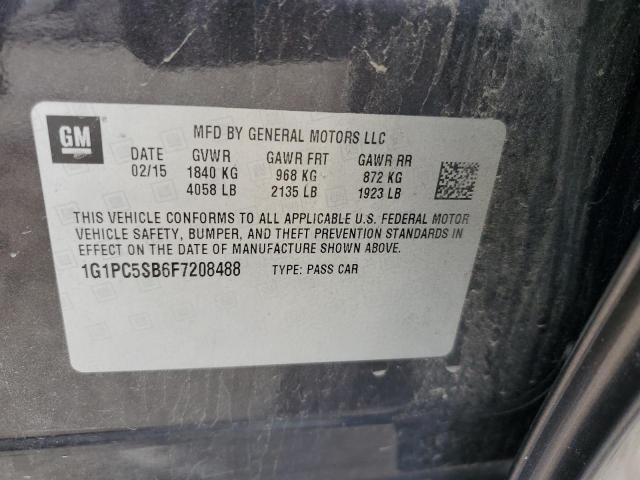 GM
MFD BY GENERAL MOTORS LLC
DATE GVWR GAWR FRT GAWR RR
02/15 1840 KG 968 KG 872 KG
4058 LB 2135 LB 1923 LB
THIS VEHICLE CONFORMS TO ALL APPLICABLE U.S. FEDERAL MOTOR
VEHICLE SAFETY, BUMPER, AND THEFT PREVENTION STANDARDS IN
EFFECT ON THE DATE OF MANUFACTURE SHOWN ABOVE.
1G1PC5SB6F7208488 TYPE: PASS CAR